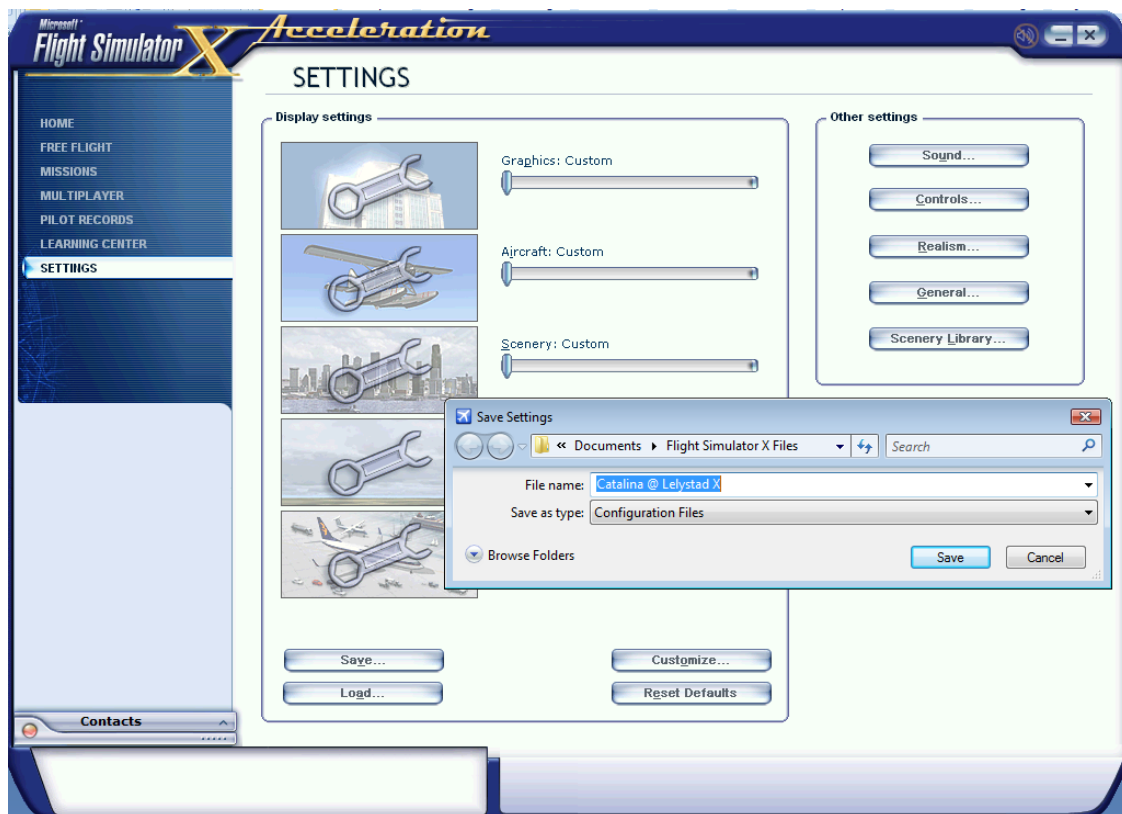 Microsoft
Flight Simulator X
Acceleration
SETTINGS
HOME
FREE FLIGHT
MISSIONS
MULTIPLAYER
PILOT RECORDS
LEARNING CENTER
SETTINGS
Display settings
Graphics: Custom
Aircraft: Custom
Scenery: Custom
Other settings
Sound...
Controls...
Realism...
General...
Scenery Library...
Save Settings
« Documents ▸ Flight Simulator X Files
Search
File name: Catalina @ Lelystad X
Save as type: Configuration Files
Browse Folders
Save
Cancel
Save...
Customize...
Load...
Reset Defaults
Contacts